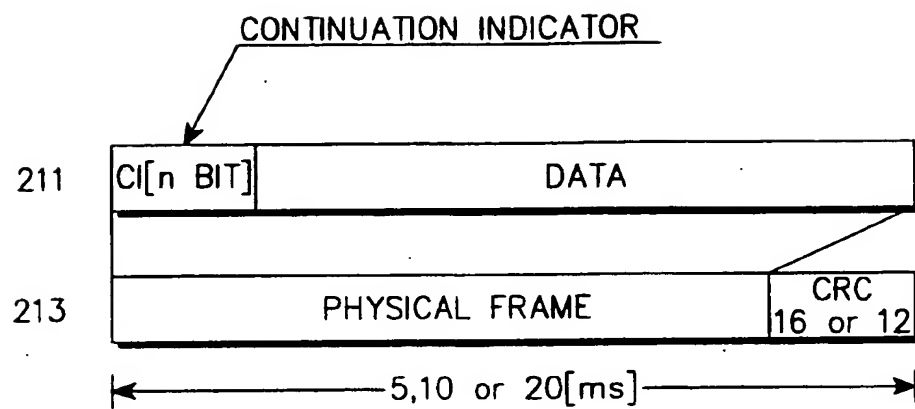 CONTINUATION INDICATOR
211 CI[n BIT] DATA
213 PHYSICAL FRAME CRC
16 or 12
5,10 or 20[ms]